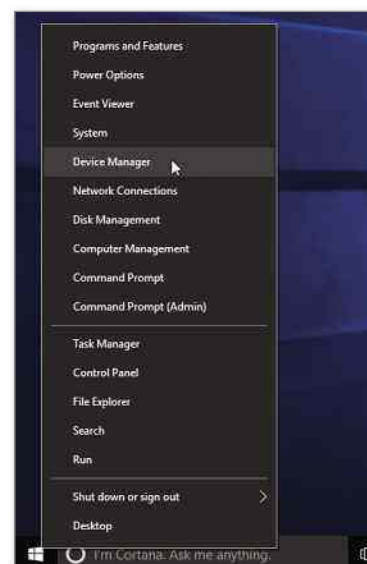 Programs and Features
Power Options
Event Viewer
System
Device Manager
Network Connections
Disk Management
Computer Management
Command Prompt
Command Prompt (Admin)
Task Manager
Control Panel
File Explorer
Search
Run
Shut down or sign out
Desktop
I'm Cortana. Ask me anything.